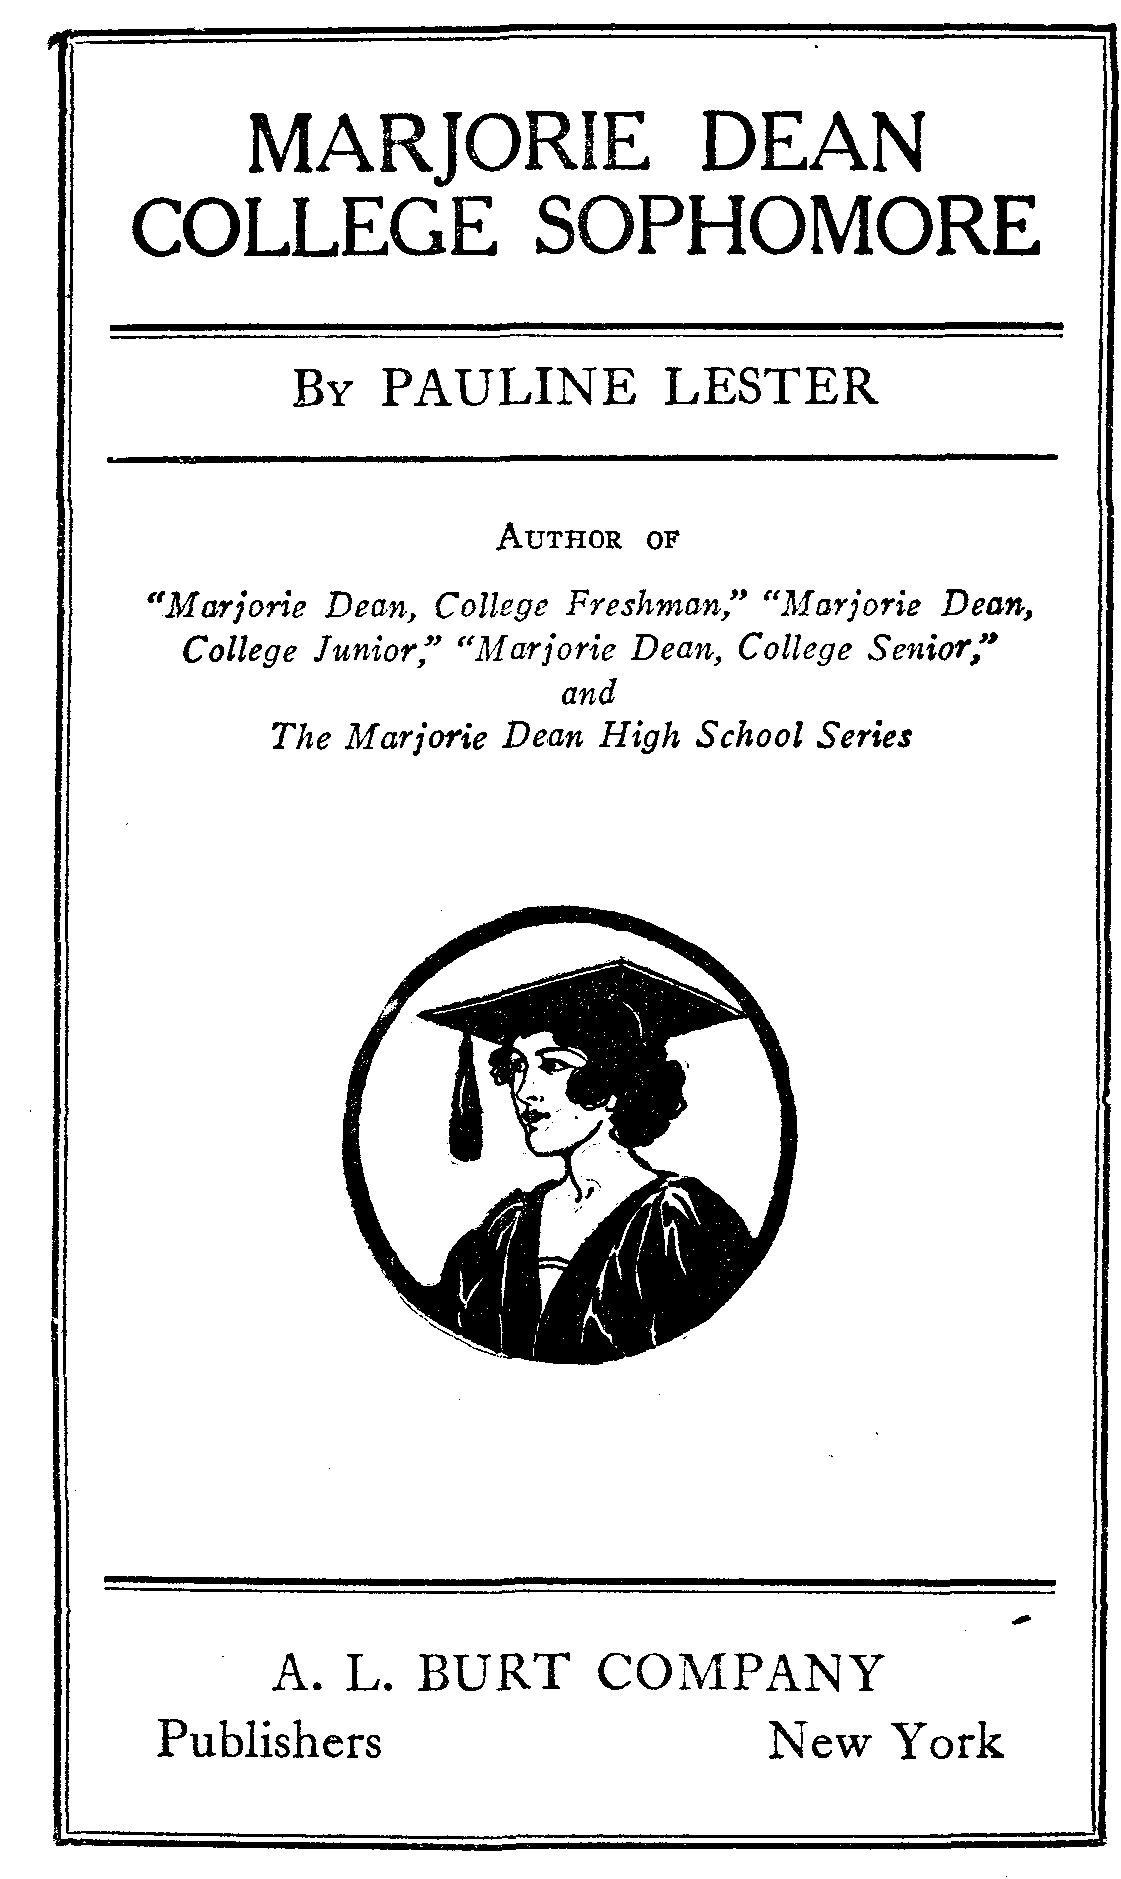 MARJORIE DEAN
COLLEGE SOPHOMORE
By PAULINE LESTER
Author of
“Marjorie Dean, College Freshman,” “Marjorie Dean,
College Junior,” “Marjorie Dean, College Senior,”
and
The Marjorie Dean High School Series
A. L. BURT COMPANY
Publishers New York